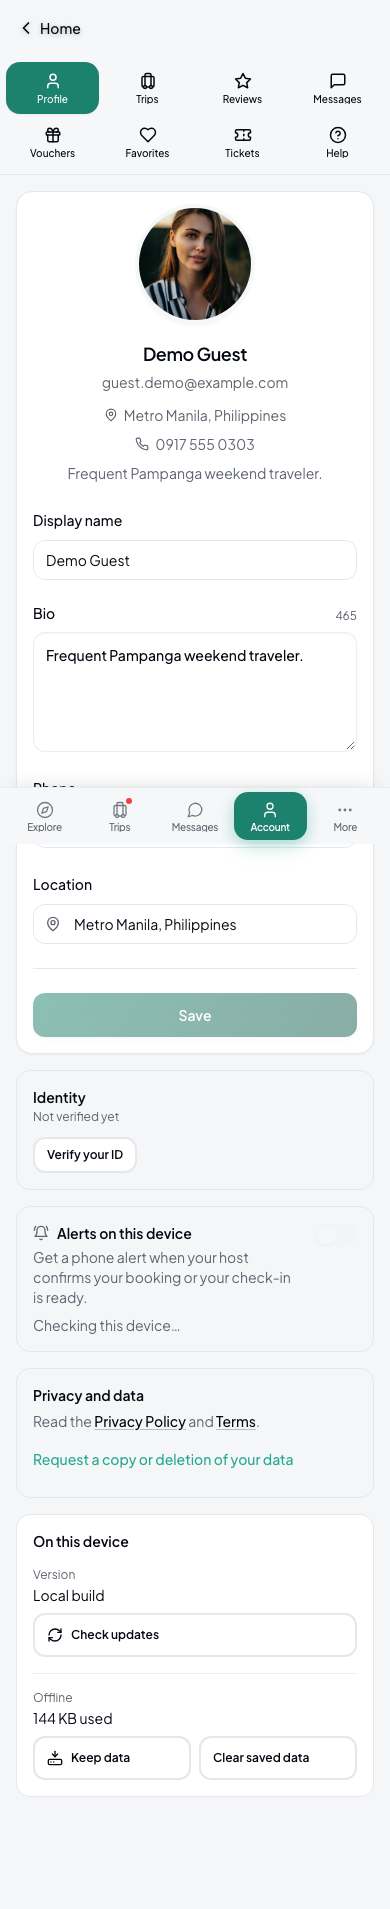 Home
Profile
Trips
Reviews
Messages
Vouchers
Favorites
Tickets
Help
Demo Guest
guest.demo@example.com
Metro Manila, Philippines
0917 555 0303
Frequent Pampanga weekend traveler.
Display name
Demo Guest
Bio
465
Frequent Pampanga weekend traveler.
Phone
Explore
Trips
Messages
Account
More
Location
Metro Manila, Philippines
Save
Identity
Not verified yet
Verify your ID
Alerts on this device
Get a phone alert when your host
confirms your booking or your check-in
is ready.
Checking this device…
Privacy and data
Read the Privacy Policy and Terms.
Request a copy or deletion of your data
On this device
Version
Local build
Check updates
Offline
144 KB used
Keep data
Clear saved data